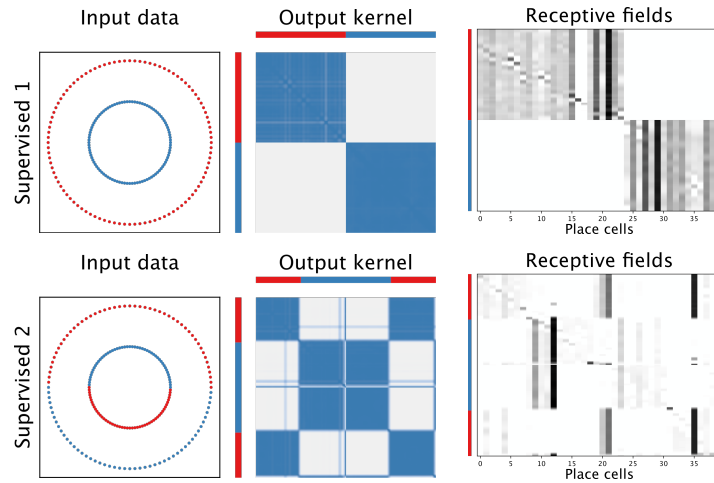 Input data
Output kernel
Receptive fields
Supervised 1
0 5 10 15 20 25 30 35
Place cells
Input data
Output kernel
Receptive fields
Supervised 2
0 5 10 15 20 25 30 35
Place cells